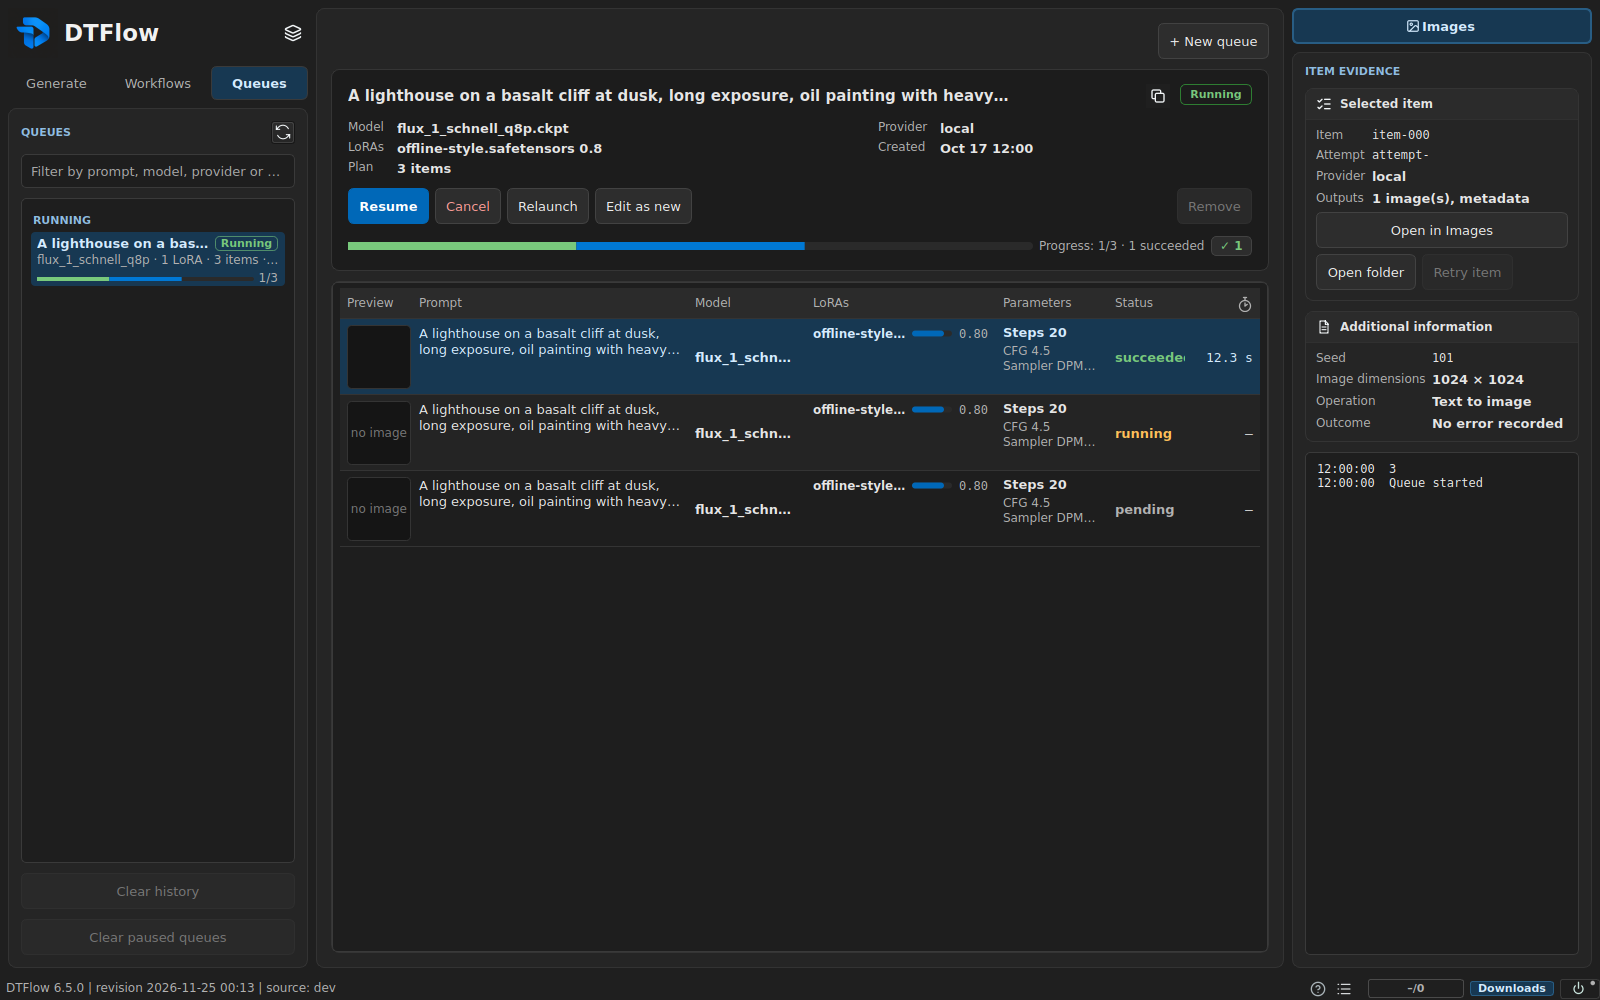 DTFlow
Generate Workflows Queues
QUEUES
Filter by prompt, model, provider or ...
RUNNING
A lighthouse on a bas... Running
flux_1_schnell_q8p · 1 LoRA · 3 items ·...
1/3
Clear history
Clear paused queues
+ New queue
A lighthouse on a basalt cliff at dusk, long exposure, oil painting with heavy... Running
Model flux_1_schnell_q8p.ckpt Provider local
LoRAs offline-style.safetensors 0.8 Created Oct 17 12:00
Plan 3 items
Resume Cancel Relaunch Edit as new Remove
Progress: 1/3 · 1 succeeded ✓ 1
Preview Prompt Model LoRAs Parameters Status
A lighthouse on a basalt cliff at dusk, offline-style... 0.80 Steps 20
long exposure, oil painting with heavy... flux_1_schn... CFG 4.5 succeeded 12.3 s
Sampler DPM...
no image A lighthouse on a basalt cliff at dusk, offline-style... 0.80 Steps 20
long exposure, oil painting with heavy... flux_1_schn... CFG 4.5 running –
Sampler DPM...
no image A lighthouse on a basalt cliff at dusk, offline-style... 0.80 Steps 20
long exposure, oil painting with heavy... flux_1_schn... CFG 4.5 pending –
Sampler DPM...
Images
ITEM EVIDENCE
Selected item
Item item-000
Attempt attempt-
Provider local
Outputs 1 image(s), metadata
Open in Images
Open folder Retry item
Additional information
Seed 101
Image dimensions 1024 × 1024
Operation Text to image
Outcome No error recorded
12:00:00 3
12:00:00 Queue started
DTFlow 6.5.0 | revision 2026-11-25 00:13 | source: dev
–/0 Downloads